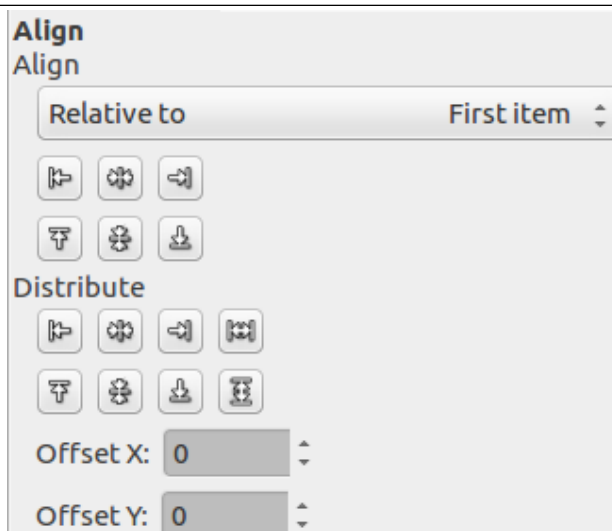 Align
Align
Relative to First item
Distribute
Offset X: 0
Offset Y: 0